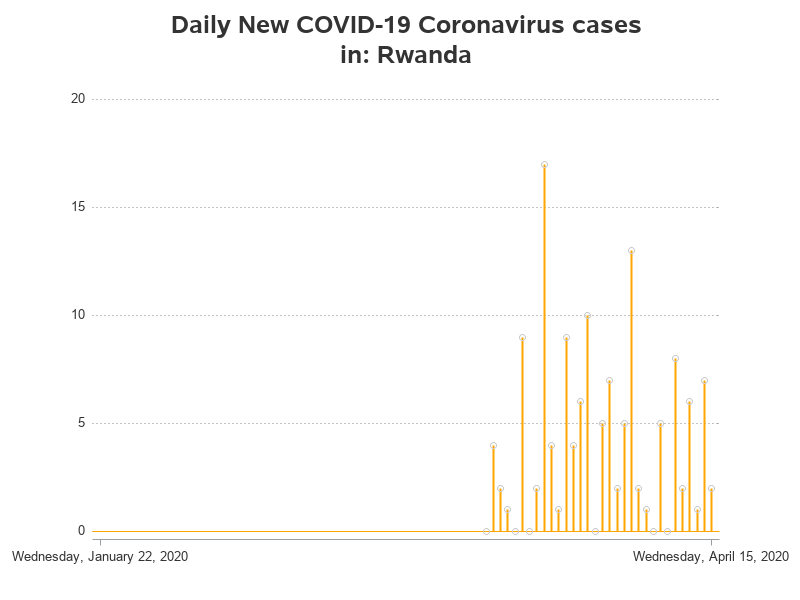 Daily New COVID-19 Coronavirus cases
in: Rwanda
20
15
10
5
0
Wednesday, January 22, 2020
Wednesday, April 15, 2020